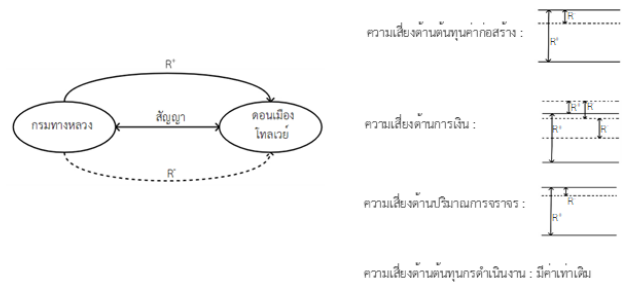 R⁺
กรมทางหลวง
สัญญา
ดอนเมือง
โทลเวย์
R⁻
ความเสี่ยงด้านต้นทุนค่าก่อสร้าง :
R⁻
R⁺
ความเสี่ยงด้านการเงิน :
R⁺
R
R⁺
R
ความเสี่ยงด้านปริมาณการจราจร :
R⁻
R⁺
ความเสี่ยงด้านต้นทุนกรดำเนินงาน : มีค่าเท่าเดิม